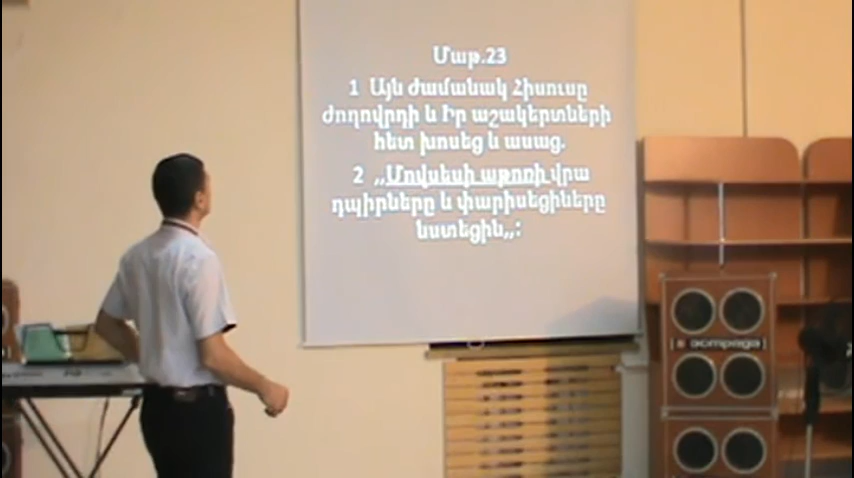 Մաթ.23
1 Այն ժամանակ Հիսուսը
ժողովրդի և Իր աշակերտների
հետ խոսեց և ասաց.
2 ,,Մովսեսի աթոռի վրա
դպիրները և փարիսեցիները
նստեցին,,: